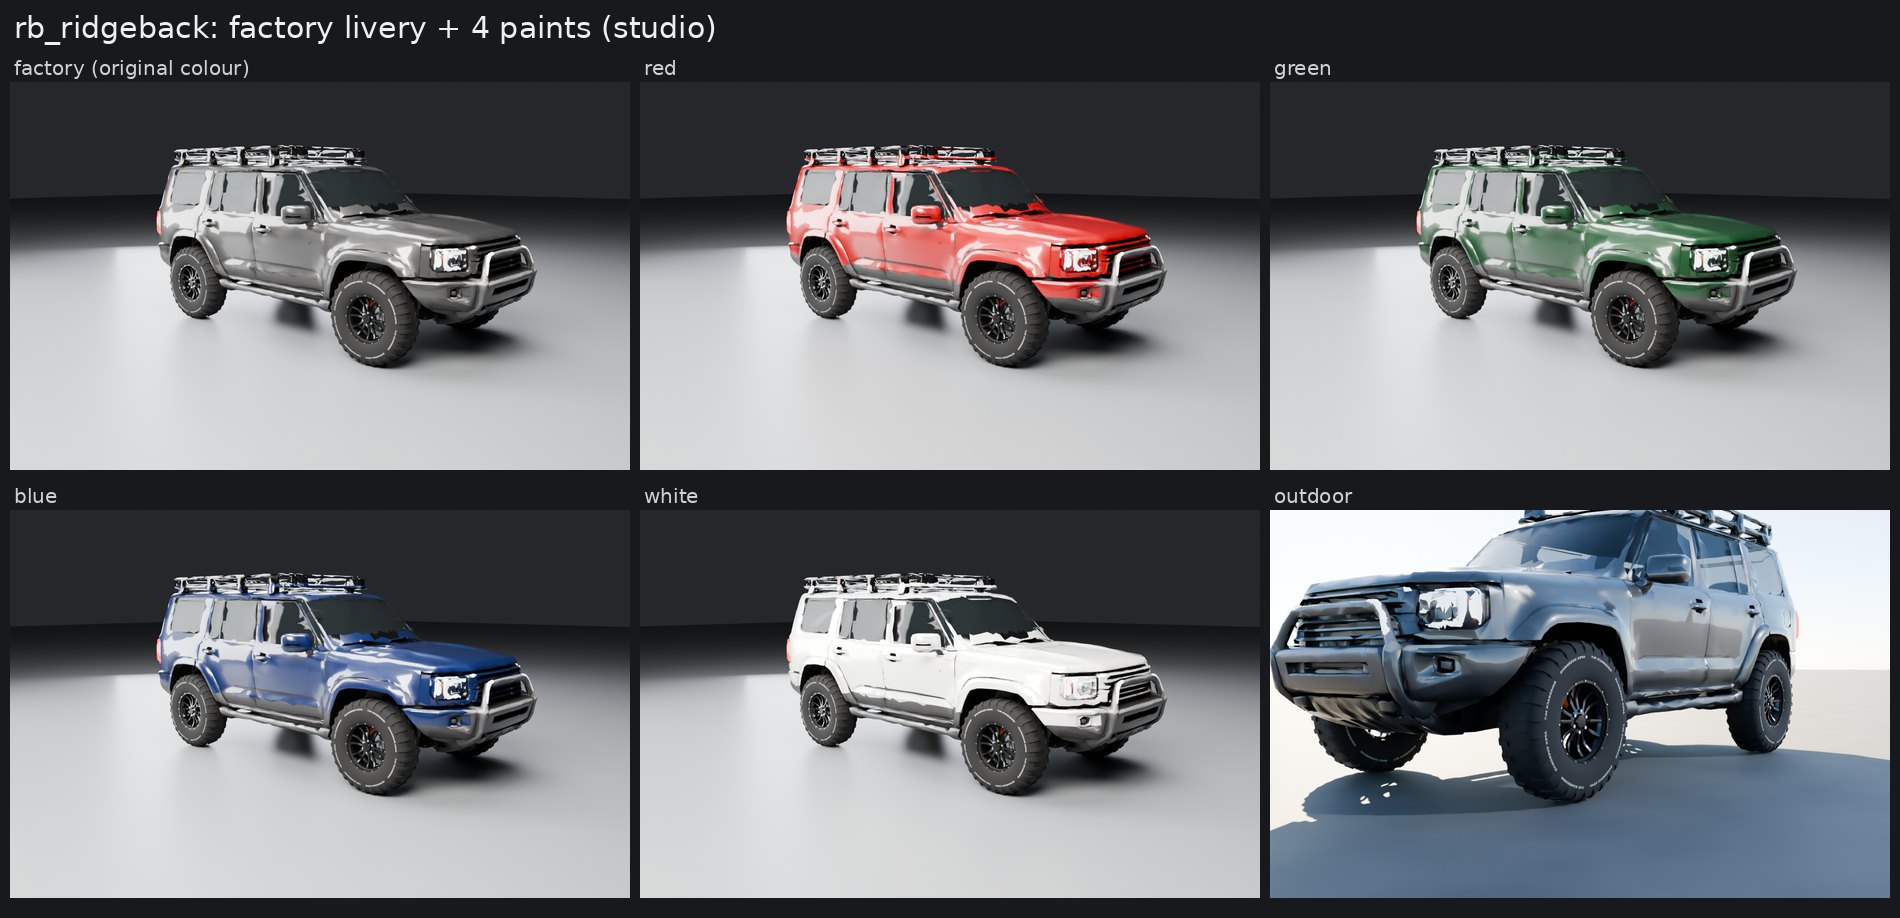 rb_ridgeback: factory livery + 4 paints (studio)
factory (original colour)
red
green
blue
white
outdoor